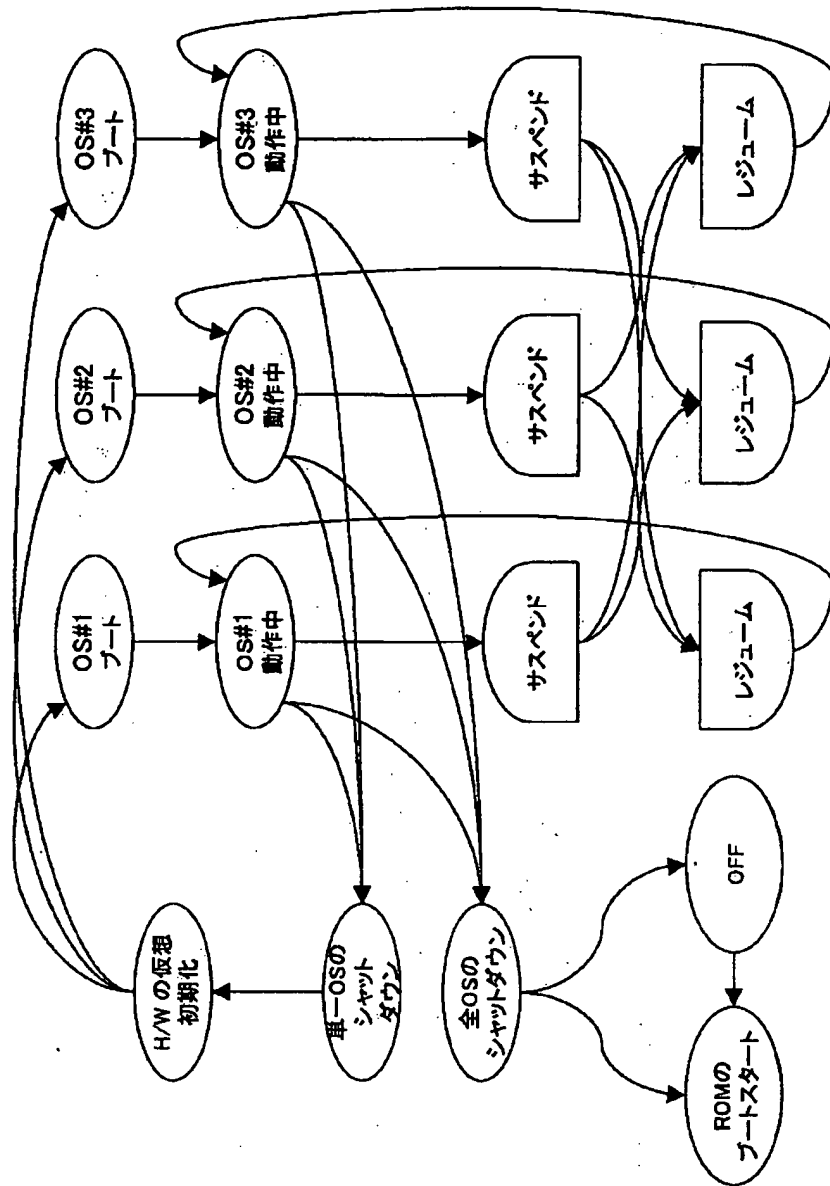 OS#1
ブート
OS#2
ブート
OS#3
ブート
H/W の仮想
初期化
OS#1
動作中
OS#2
動作中
OS#3
動作中
単一OSの
シャット
ダウン
全OSの
シャットダウン
サスペンド
サスペンド
サスペンド
ROMの
ブートスタート
OFF
レジューム
レジューム
レジューム